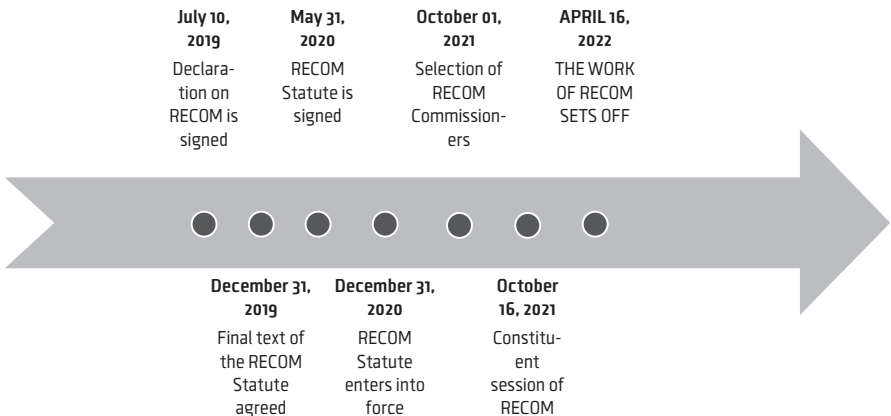 July 10,
2019
Declara-
tion on
RECOM is
signed
May 31,
2020
RECOM
Statute is
signed
October 01,
2021
Selection of
RECOM
Commission-
ers
APRIL 16,
2022
THE WORK
OF RECOM
SETS OFF
December 31,
2019
Final text of
the RECOM
Statute
agreed
December 31,
2020
RECOM
Statute
enters into
force
October
16, 2021
Constitu-
ent
session of
RECOM